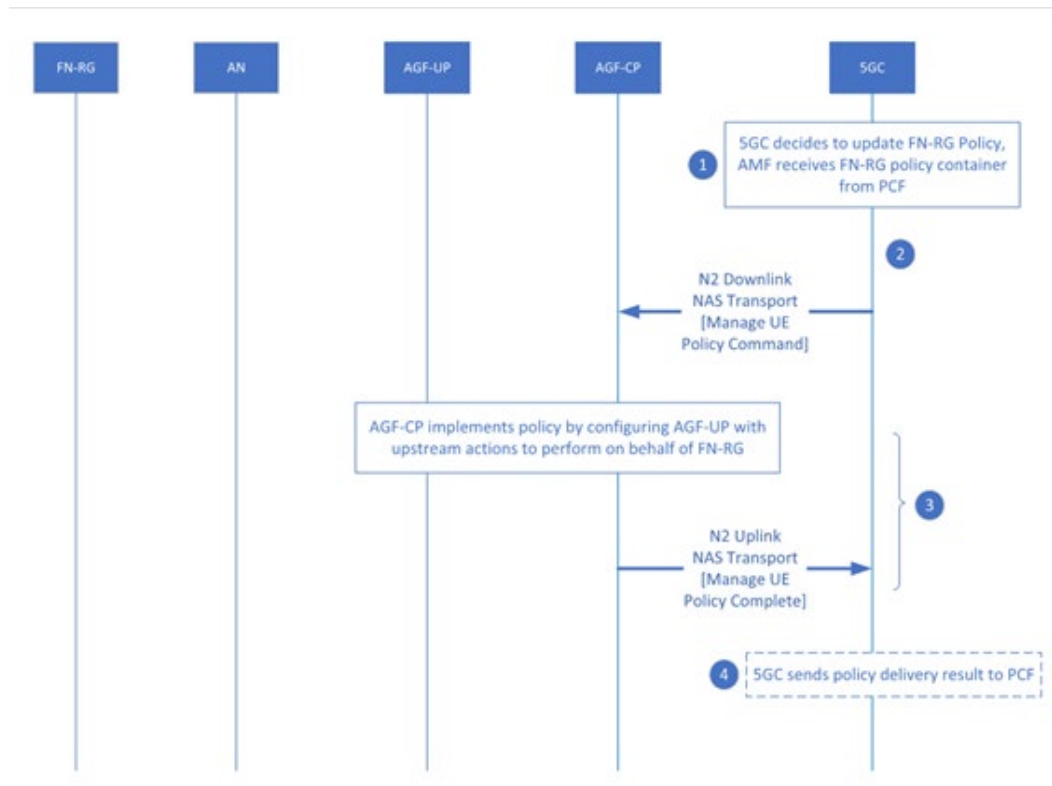 FN-RG
AN
AGF-UP
AGF-CP
5GC
1
5GC decides to update FN-RG Policy,
AMF receives FN-RG policy container
from PCF
2
N2 Downlink
NAS Transport
[Manage UE
Policy Command]
AGF-CP implements policy by configuring AGF-UP with
upstream actions to perform on behalf of FN-RG
3
N2 Uplink
NAS Transport
[Manage UE
Policy Complete]
4
5GC sends policy delivery result to PCF